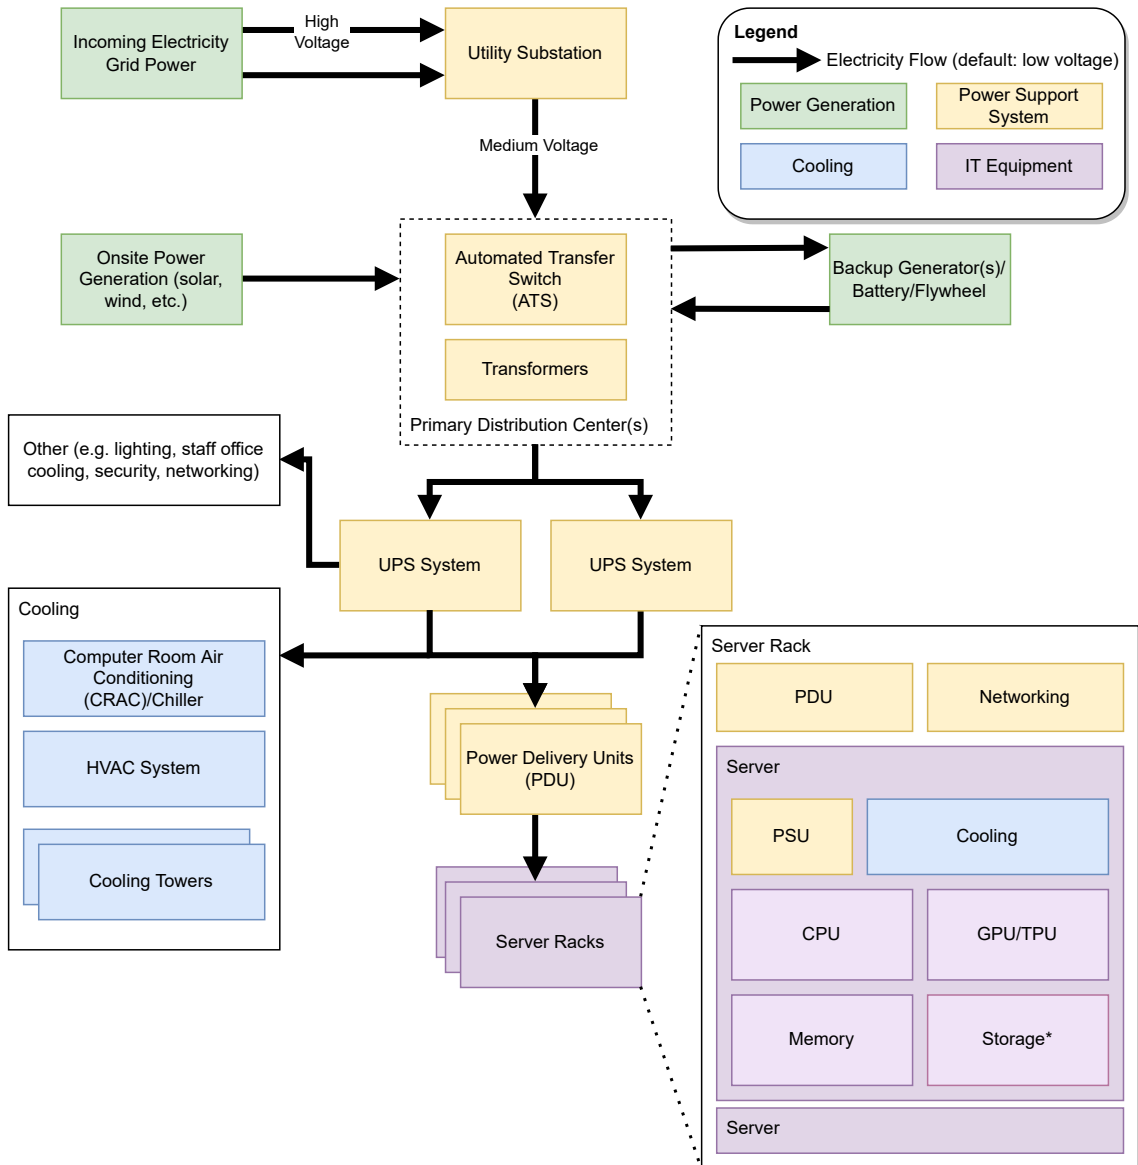 Incoming Electricity
Grid Power
High
Voltage
Utility Substation
Legend
Electricity Flow (default: low voltage)
Power Generation
Power Support
System
Cooling
IT Equipment
Medium Voltage
Onsite Power
Generation (solar,
wind, etc.)
Automated Transfer
Switch
(ATS)
Transformers
Primary Distribution Center(s)
Backup Generator(s)/
Battery/Flywheel
Other (e.g. lighting, staff office
cooling, security, networking)
UPS System
UPS System
Cooling
Computer Room Air
Conditioning
(CRAC)/Chiller
HVAC System
Cooling Towers
Power Delivery Units
(PDU)
Server Racks
Server Rack
PDU
Networking
Server
PSU
Cooling
CPU
GPU/TPU
Memory
Storage*
Server